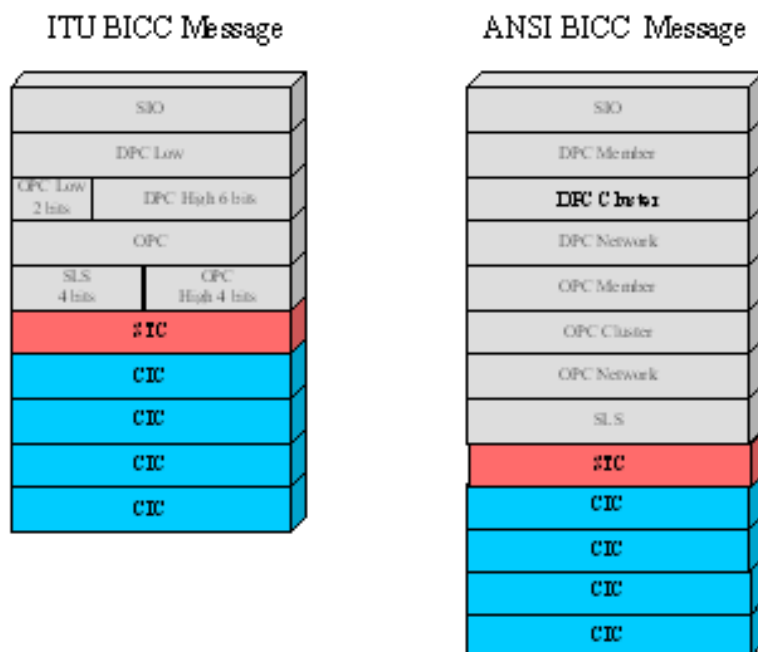 ITU BICC Message
SIO
DPC Low
OPC Low
2 bits
DPC High 6 bits
OPC
SLS
4 bits
OPC
High 4 bits
STC
CIC
CIC
CIC
CIC
ANSI BICC Message
SIO
DPC Member
DPC Cluster
DPC Network
OPC Member
OPC Cluster
OPC Network
SLS
STC
CIC
CIC
CIC
CIC